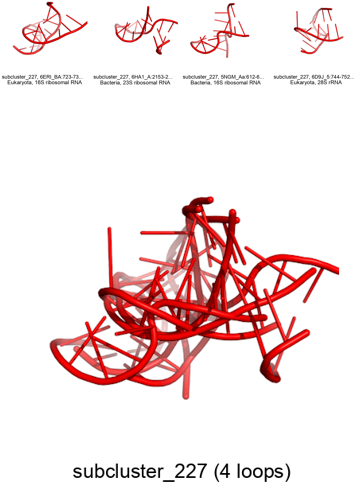 subcluster_227, 6ERI_BA:723-73...
Eukaryota, 16S ribosomal RNA
subcluster_227, 6HA1_A:2153-2...
Bacteria, 23S ribosomal RNA
subcluster_227, 5NGM_Aa:612-6...
Bacteria, 16S ribosomal RNA
subcluster_227, 6D9J_5:744-752...
Eukaryota, 28S rRNA
subcluster_227 (4 loops)